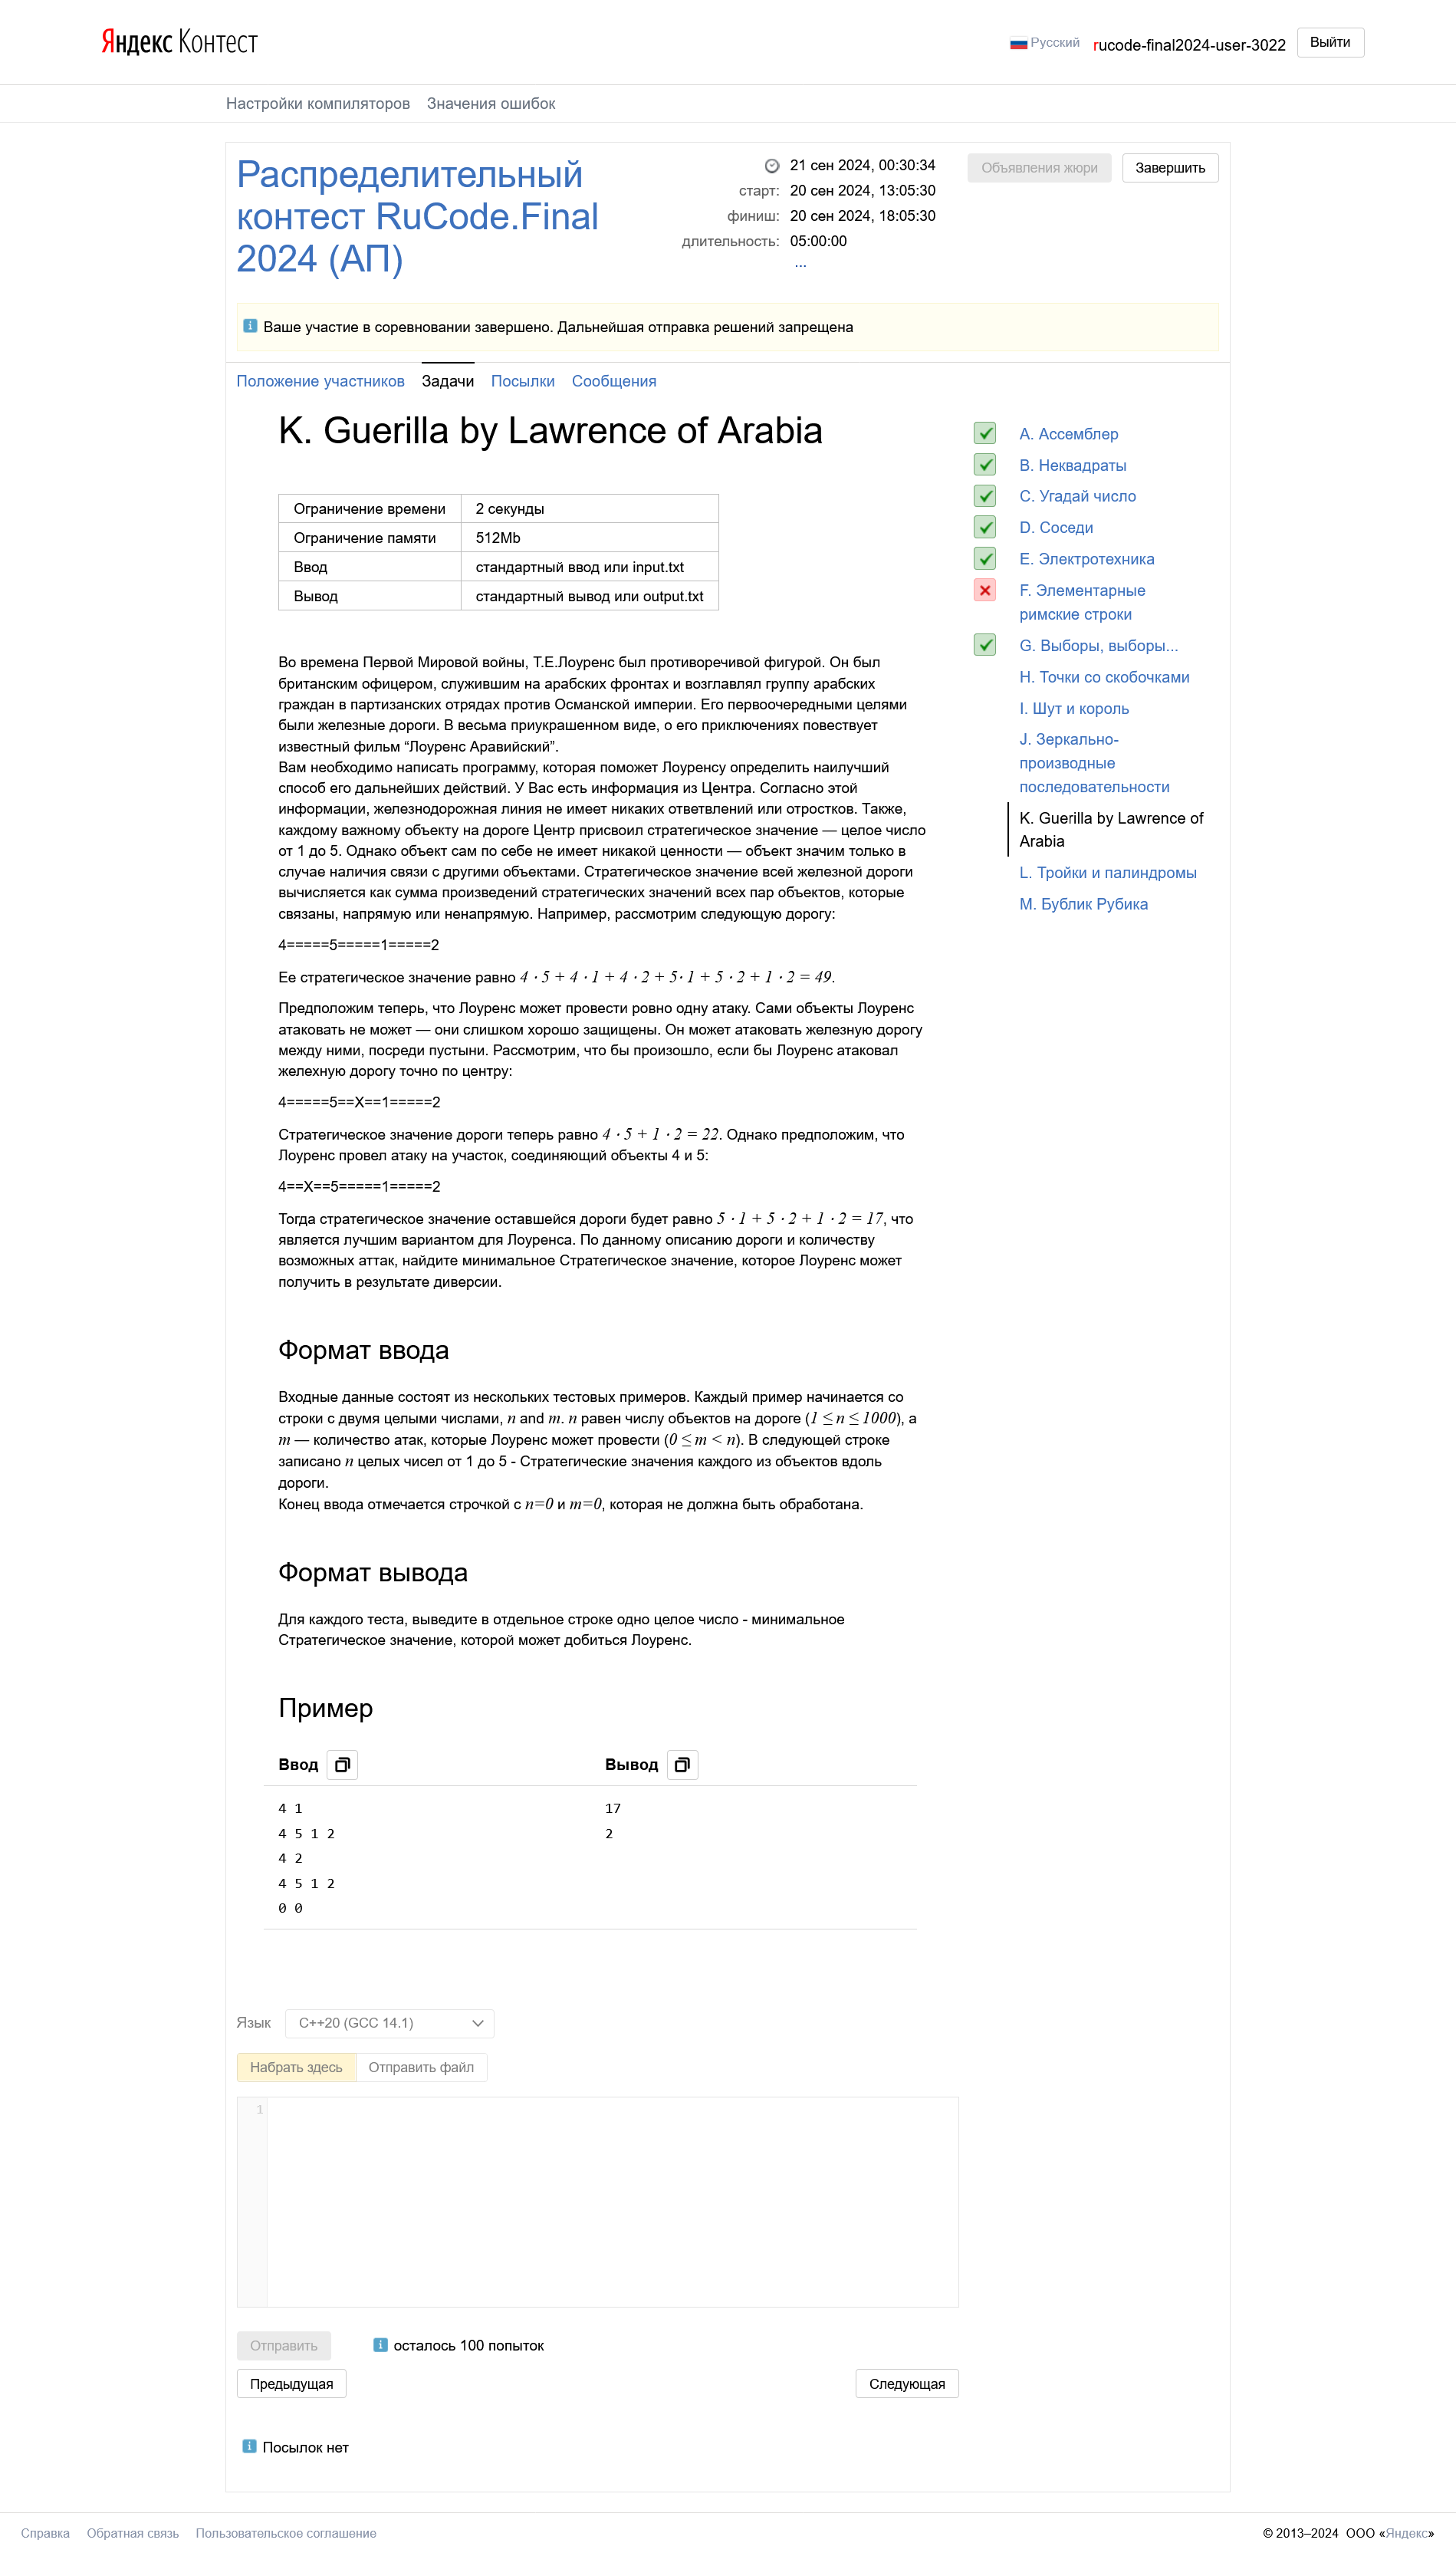 Яндекс Контест
Русский
rucode-final2024-user-3022
Выйти
Настройки компиляторов
Значения ошибок
Распределительный
контест RuCode.Final
2024 (АП)
21 сен 2024, 00:30:34
старт: 20 сен 2024, 13:05:30
финиш: 20 сен 2024, 18:05:30
длительность: 05:00:00
...
Объявления жюри
Завершить
Ваше участие в соревновании завершено. Дальнейшая отправка решений запрещена
Положение участников
Задачи
Посылки
Сообщения
K. Guerilla by Lawrence of Arabia
Ограничение времени 2 секунды
Ограничение памяти 512Mb
Ввод стандартный ввод или input.txt
Вывод стандартный вывод или output.txt
Во времена Первой Мировой войны, Т.Е.Лоуренс был противоречивой фигурой. Он был
британским офицером, служившим на арабских фронтах и возглавлял группу арабских
граждан в партизанских отрядах против Османской империи. Его первоочередными целями
были железные дороги. В весьма приукрашенном виде, о его приключениях повествует
известный фильм “Лоуренс Аравийский”.
Вам необходимо написать программу, которая поможет Лоуренсу определить наилучший
способ его дальнейших действий. У Вас есть информация из Центра. Согласно этой
информации, железнодорожная линия не имеет никаких ответвлений или отростков. Также,
каждому важному объекту на дороге Центр присвоил стратегическое значение — целое число
от 1 до 5. Однако объект сам по себе не имеет никакой ценности — объект значим только в
случае наличия связи с другими объектами. Стратегическое значение всей железной дороги
вычисляется как сумма произведений стратегических значений всех пар объектов, которые
связаны, напрямую или ненапрямую. Например, рассмотрим следующую дорогу:
4=====5=====1=====2
Ее стратегическое значение равно 4 · 5 + 4 · 1 + 4 · 2 + 5· 1 + 5 · 2 + 1 · 2 = 49.
Предположим теперь, что Лоуренс может провести ровно одну атаку. Сами объекты Лоуренс
атаковать не может — они слишком хорошо защищены. Он может атаковать железную дорогу
между ними, посреди пустыни. Рассмотрим, что бы произошло, если бы Лоуренс атаковал
желехную дорогу точно по центру:
4=====5==X==1=====2
Стратегическое значение дороги теперь равно 4 · 5 + 1 · 2 = 22. Однако предположим, что
Лоуренс провел атаку на участок, соединяющий объекты 4 и 5:
4==X==5=====1=====2
Тогда стратегическое значение оставшейся дороги будет равно 5 · 1 + 5 · 2 + 1 · 2 = 17, что
является лучшим вариантом для Лоуренса. По данному описанию дороги и количеству
возможных аттак, найдите минимальное Стратегическое значение, которое Лоуренс может
получить в результате диверсии.
Формат ввода
Входные данные состоят из нескольких тестовых примеров. Каждый пример начинается со
строки с двумя целыми числами, n and m. n равен числу объектов на дороге (1 ≤ n ≤ 1000), а
m — количество атак, которые Лоуренс может провести (0 ≤ m < n). В следующей строке
записано n целых чисел от 1 до 5 - Стратегические значения каждого из объектов вдоль
дороги.
Конец ввода отмечается строчкой с n=0 и m=0, которая не должна быть обработана.
Формат вывода
Для каждого теста, выведите в отдельное строке одно целое число - минимальное
Стратегическое значение, которой может добиться Лоуренс.
Пример
Ввод
4 1
4 5 1 2
4 2
4 5 1 2
0 0
Вывод
17
2
Язык
C++20 (GCC 14.1)
Набрать здесь
Отправить файл
1
Отправить
осталось 100 попыток
Предыдущая
Следующая
Посылок нет
A. Ассемблер
B. Неквадраты
C. Угадай число
D. Соседи
E. Электротехника
F. Элементарные
римские строки
G. Выборы, выборы...
H. Точки со скобочками
I. Шут и король
J. Зеркально-
производные
последовательности
K. Guerilla by Lawrence of
Arabia
L. Тройки и палиндромы
M. Бублик Рубика
Справка
Обратная связь
Пользовательское соглашение
© 2013–2024 ООО «Яндекс»